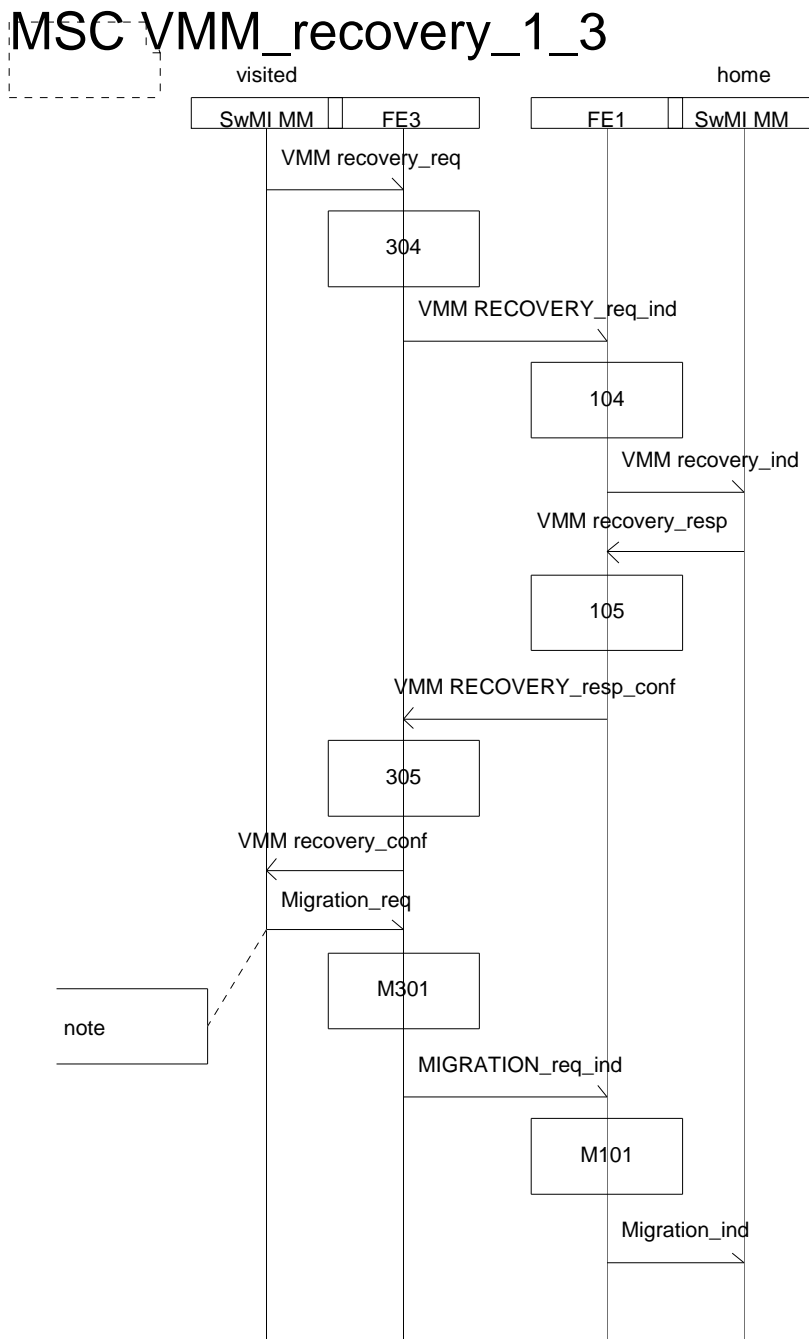 MSC VMM_recovery_1_3
visited home
SwMI MM FE3 FE1 SwMI MM
VMM recovery_req
304
VMM RECOVERY_req_ind
104
VMM recovery_ind
VMM recovery_resp
105
VMM RECOVERY_resp_conf
305
VMM recovery_conf
Migration_req
M301
note
MIGRATION_req_ind
M101
Migration_ind